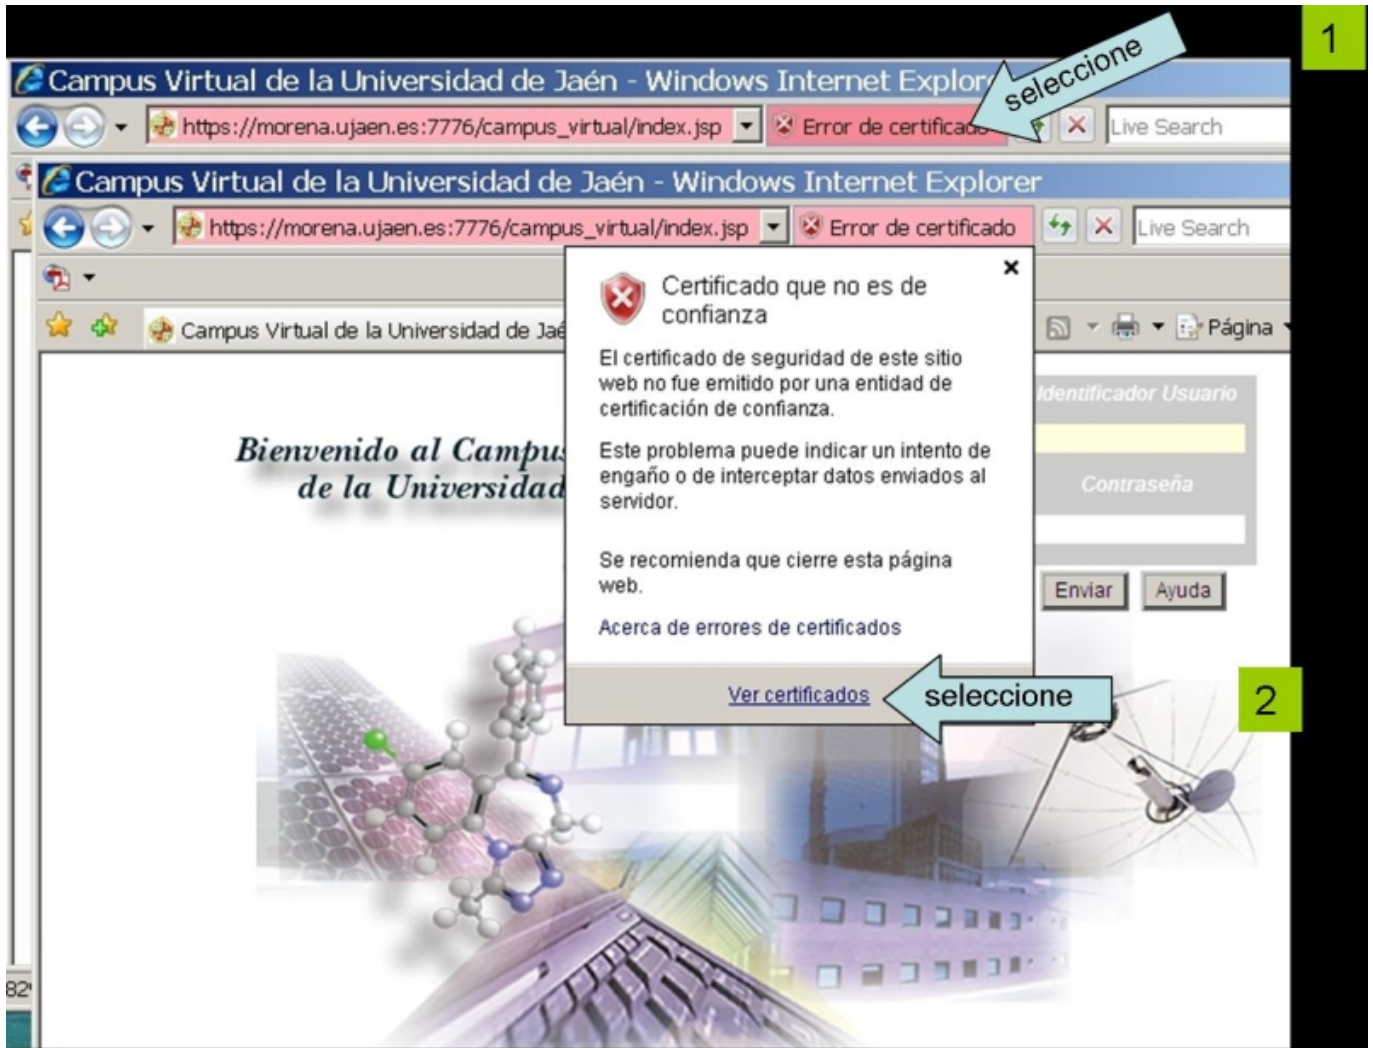 1
seleccione
Campus Virtual de la Universidad de Jaén - Windows Internet Explor
https://morena.ujaen.es:7776/campus_virtual/index.jsp
Error de certificado
Live Search
Campus Virtual de la Universidad de Jaén - Windows Internet Explorer
https://morena.ujaen.es:7776/campus_virtual/index.jsp
Error de certificado
Live Search
Campus Virtual de la Universidad de Jaé
Página
Certificado que no es de
confianza
El certificado de seguridad de este sitio
web no fue emitido por una entidad de
certificación de confianza.
Este problema puede indicar un intento de
engaño o de interceptar datos enviados al
servidor.
Se recomienda que cierre esta página
web.
Acerca de errores de certificados
Ver certificados
seleccione
2
Bienvenido al Campus
de la Universidad
Identificador Usuario
Contraseña
Enviar
Ayuda
82